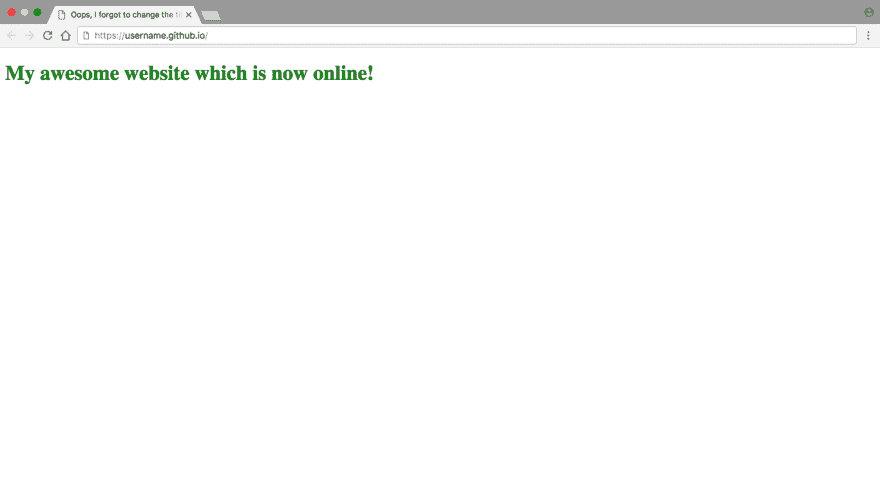 Oops, I forgot to change the ti
https://username.github.io/
My awesome website which is now online!